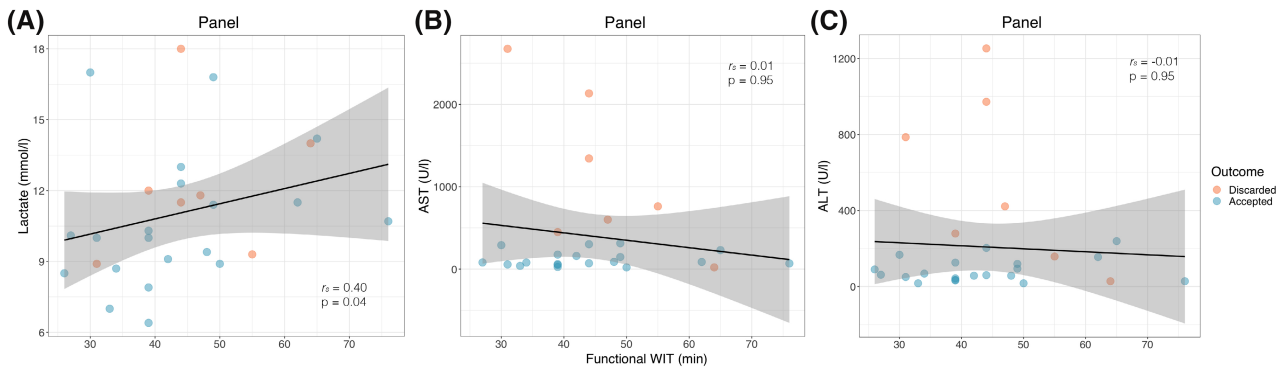 (A)
Panel
Lactate (mmol/l)
18
15
12
9
6
30 40 50 60 70
rₛ = 0.40
p = 0.04
(B)
Panel
AST (U/l)
2000
1000
0
30 40 50 60 70
Functional WIT (min)
rₛ = 0.01
p = 0.95
(C)
Panel
ALT (U/l)
1200
800
400
0
30 40 50 60 70
rₛ = -0.01
p = 0.95
Outcome
Discarded
Accepted